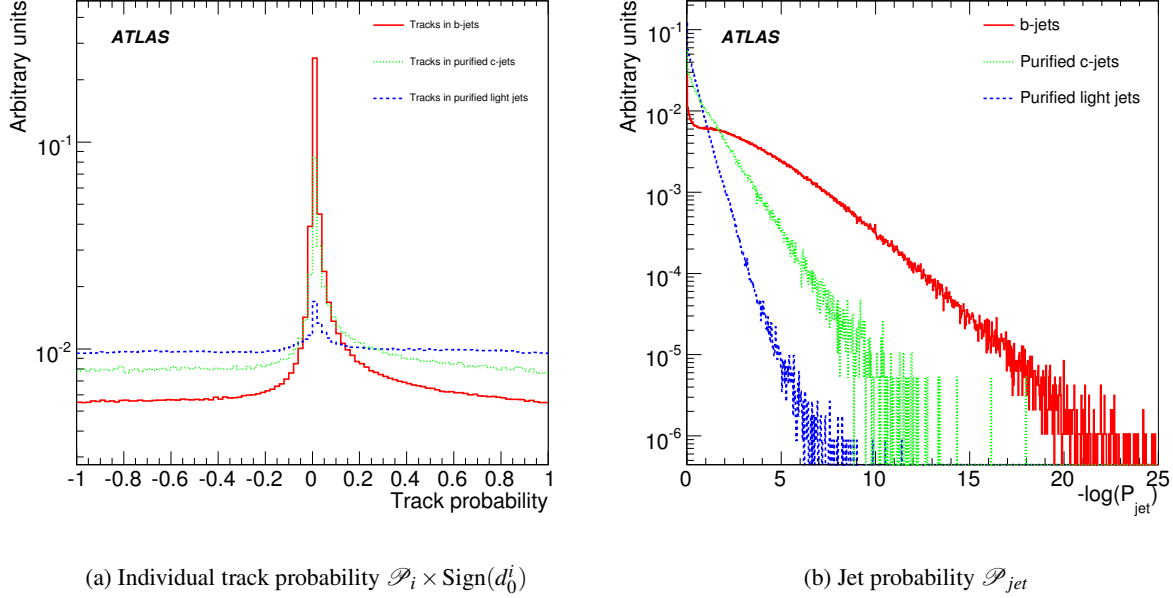 Arbitrary units
10⁻¹
10⁻²
ATLAS
Tracks in b-jets
Tracks in purified c-jets
Tracks in purified light jets
-1 -0.8 -0.6 -0.4 -0.2 0 0.2 0.4 0.6 0.8 1
Track probability
(a) Individual track probability 𝒫ᵢ × Sign(d₀ⁱ)
Arbitrary units
10⁻¹
10⁻²
10⁻³
10⁻⁴
10⁻⁵
10⁻⁶
ATLAS
b-jets
Purified c-jets
Purified light jets
0 5 10 15 20 25
-log(P_jet)
(b) Jet probability 𝒫_jet